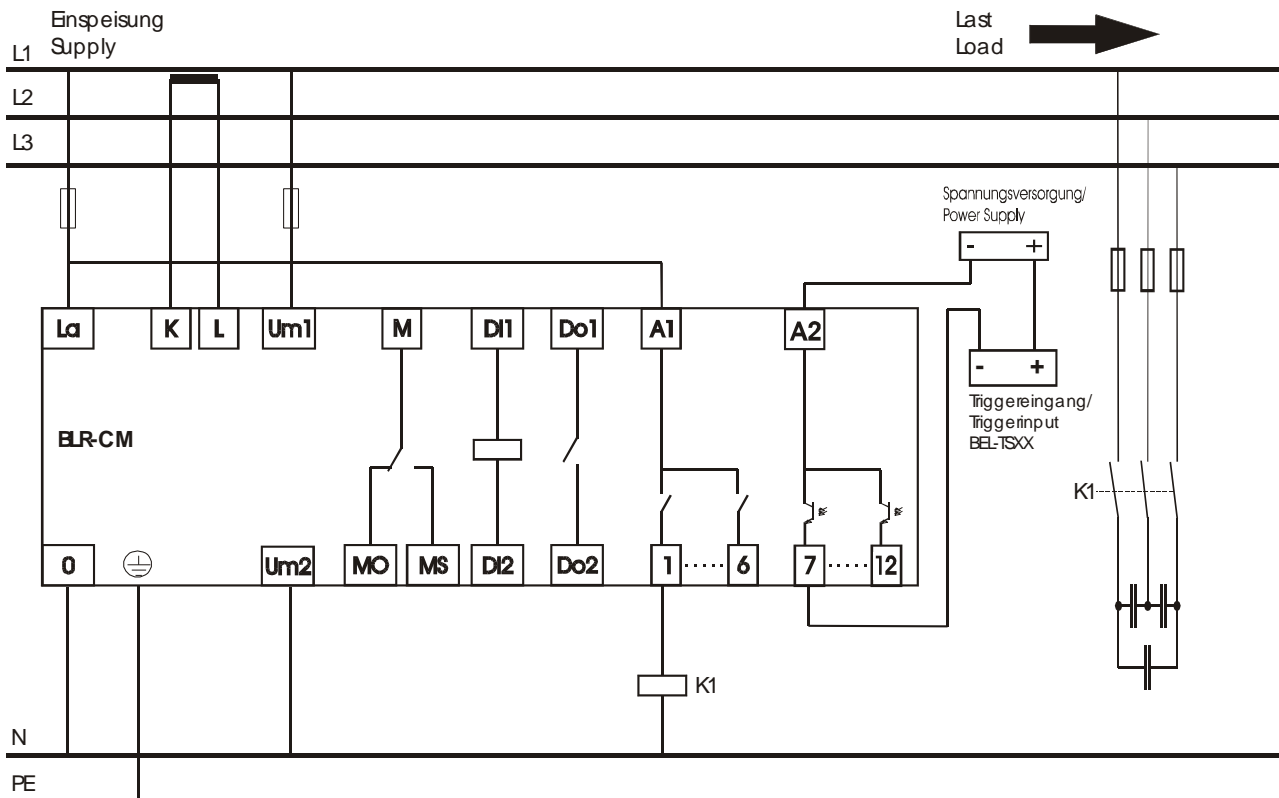 Einspeisung
Supply
Last
Load
L1
L2
L3
Spannungsversorgung/
Power Supply
- +
La K L Um1 M DI1 Do1 A1 A2
- +
Triggereingang/
Triggerinput
BEL-TSXX
BLR-CM
K1
0 Um2 MO MS DI2 Do2 1 ..... 6 7 ..... 12
K1
N
PE